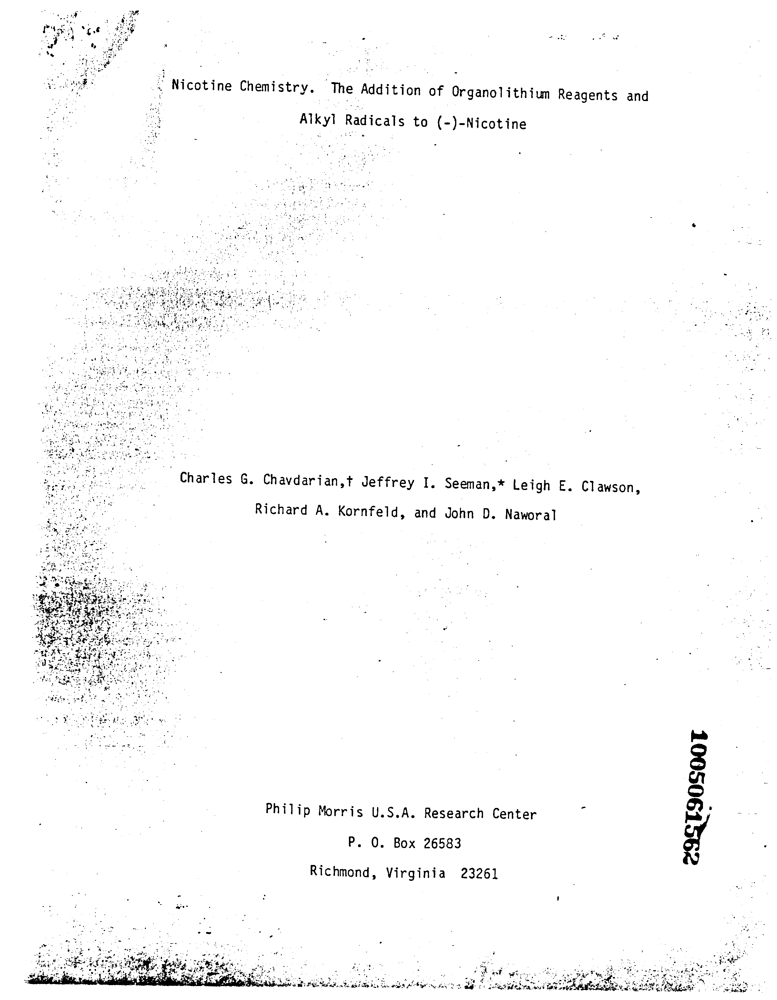 Nicotine Chemistry. The Addition of Organolithium Reagents and
Alkyl Radicals to (-)-Nicotine
Charles G. Chavdarian,† Jeffrey I. Seeman,* Leigh E. Clawson,
Richard A. Kornfeld, and John D. Naworal
Philip Morris U.S.A. Research Center
P. O. Box 26583
Richmond, Virginia 23261
1005061562